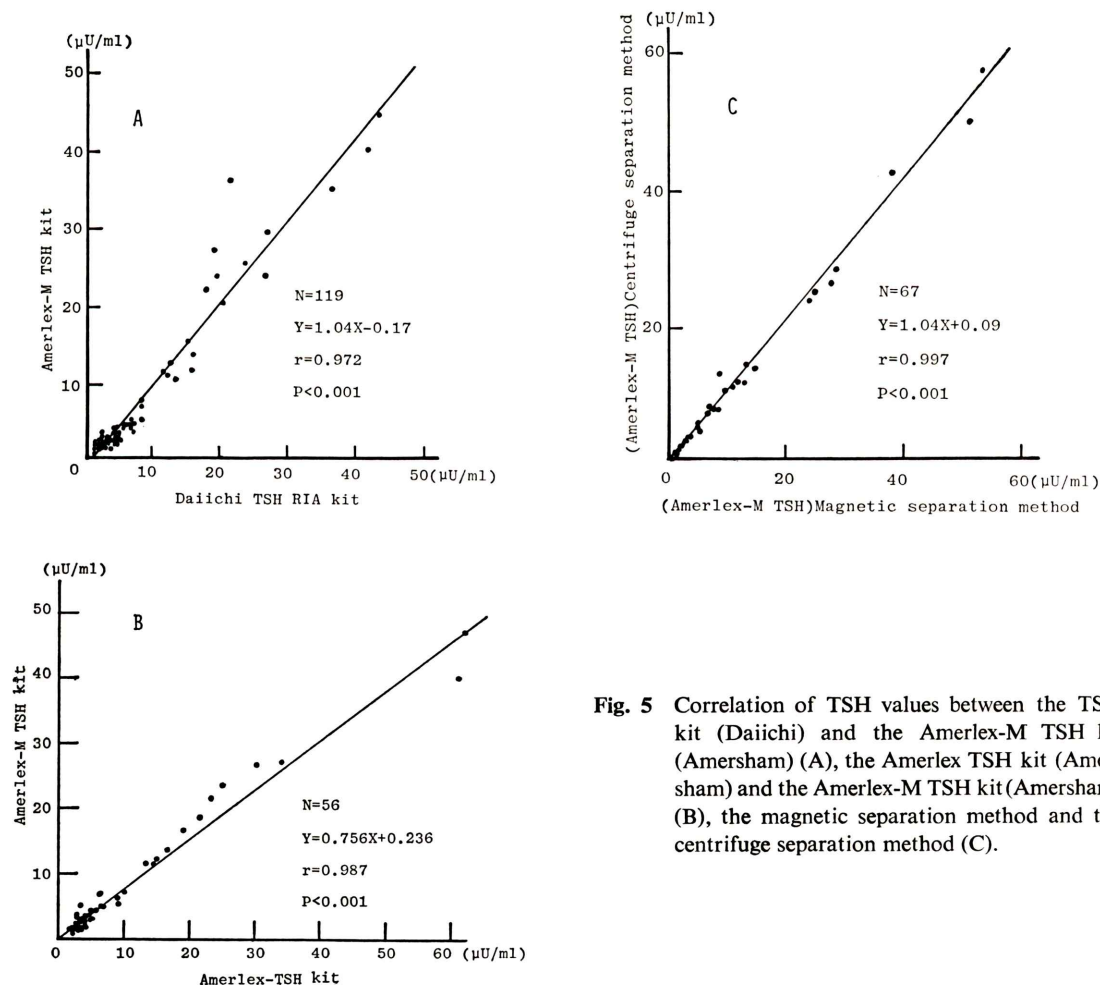 (μU/ml)
50
40
30
20
10
0
A
Amerlex-M TSH kit
N=119
Y=1.04X−0.17
r=0.972
P<0.001
10 20 30 40 50(μU/ml)
Daiichi TSH RIA kit
(μU/ml)
60
40
20
0
C
(Amerlex-M TSH)Centrifuge separation method
N=67
Y=1.04X+0.09
r=0.997
P<0.001
20 40 60(μU/ml)
(Amerlex-M TSH)Magnetic separation method
(μU/ml)
50
40
30
20
10
0
B
Amerlex-M TSH kit
N=56
Y=0.756X+0.236
r=0.987
P<0.001
10 20 30 40 50 60 (μU/ml)
Amerlex-TSH kit
Fig. 5 Correlation of TSH values between the TS
kit (Daiichi) and the Amerlex-M TSH
(Amersham) (A), the Amerlex TSH kit (Ame
sham) and the Amerlex-M TSH kit (Amersham
(B), the magnetic separation method and t
centrifuge separation method (C).